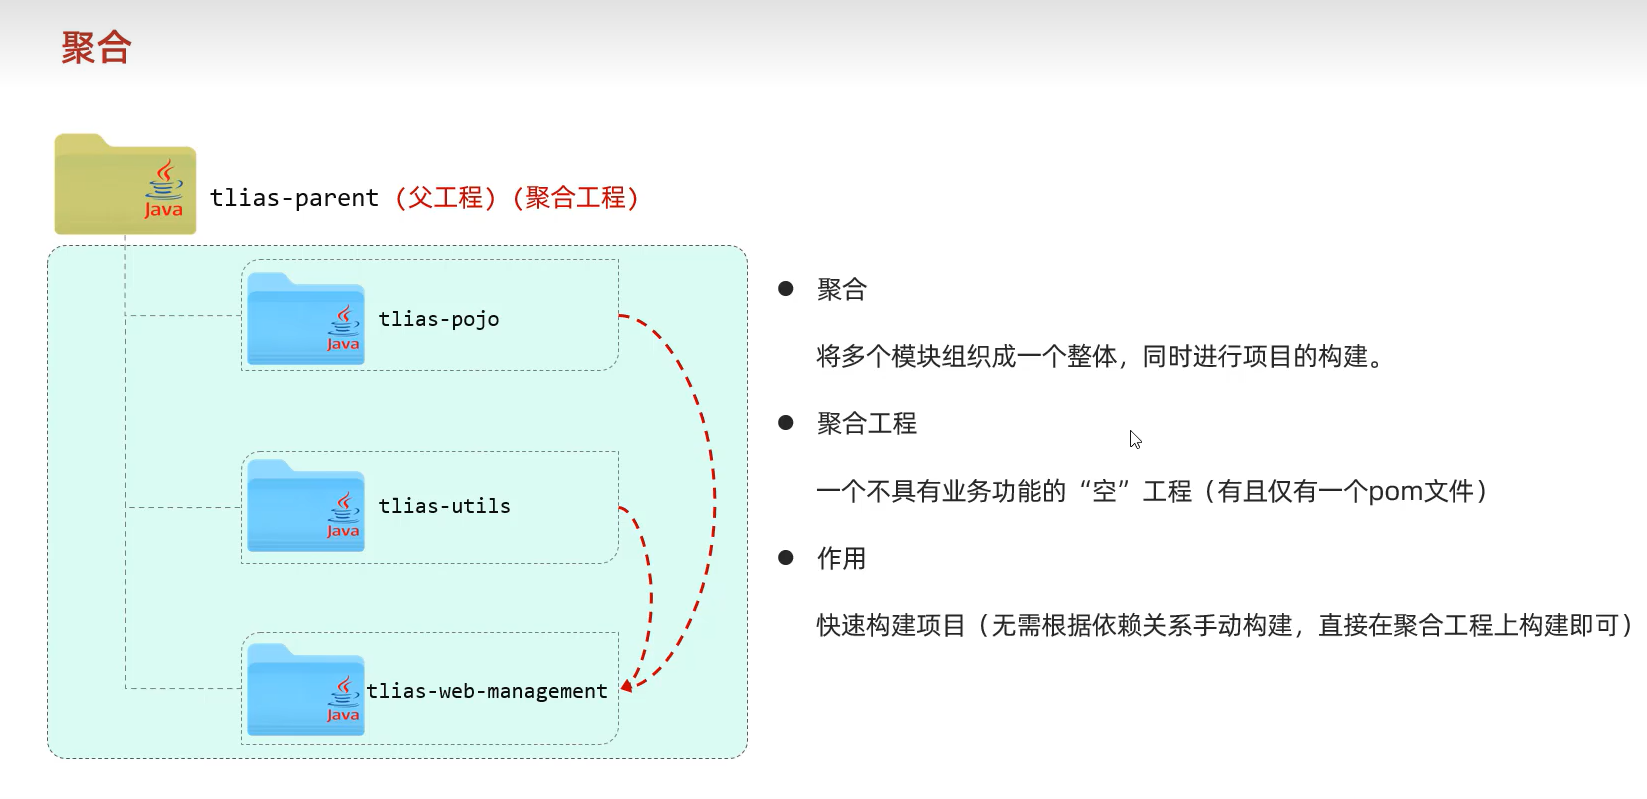 聚合
Java
tlias-parent（父工程）（聚合工程）
Java
tlias-pojo
Java
tlias-utils
Java
tlias-web-management
● 聚合
将多个模块组织成一个整体，同时进行项目的构建。
● 聚合工程
一个不具有业务功能的“空”工程（有且仅有一个pom文件）
● 作用
快速构建项目（无需根据依赖关系手动构建，直接在聚合工程上构建即可）